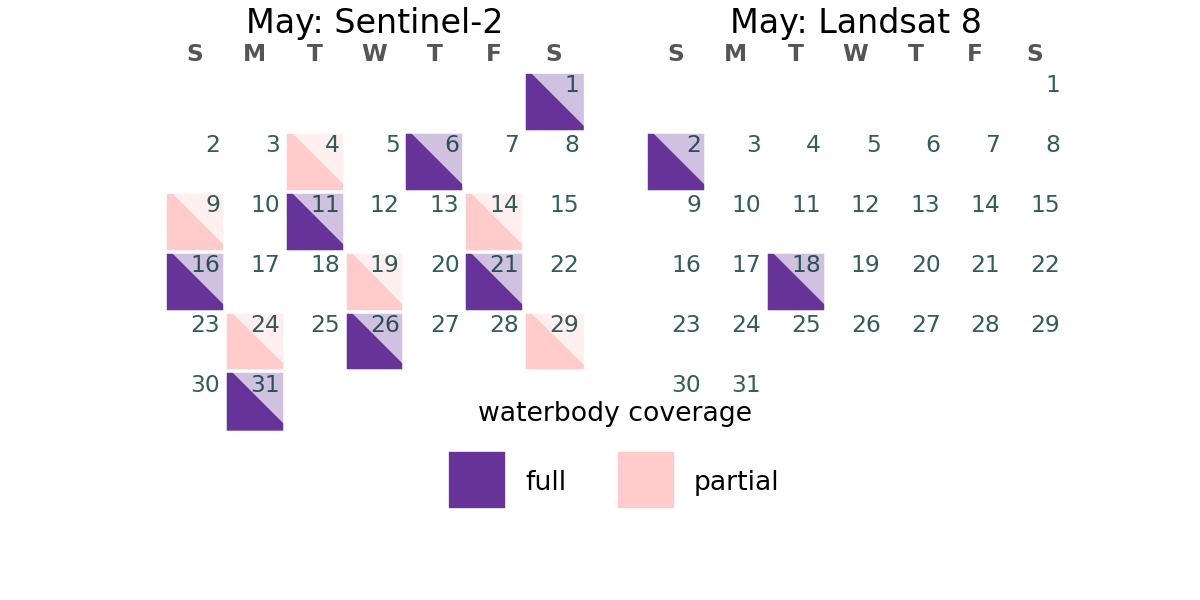 May: Sentinel-2
S M T W T F S
1
2 3 4 5 6 7 8
9 10 11 12 13 14 15
16 17 18 19 20 21 22
23 24 25 26 27 28 29
30 31
May: Landsat 8
S M T W T F S
1
2 3 4 5 6 7 8
9 10 11 12 13 14 15
16 17 18 19 20 21 22
23 24 25 26 27 28 29
30 31
waterbody coverage
full partial